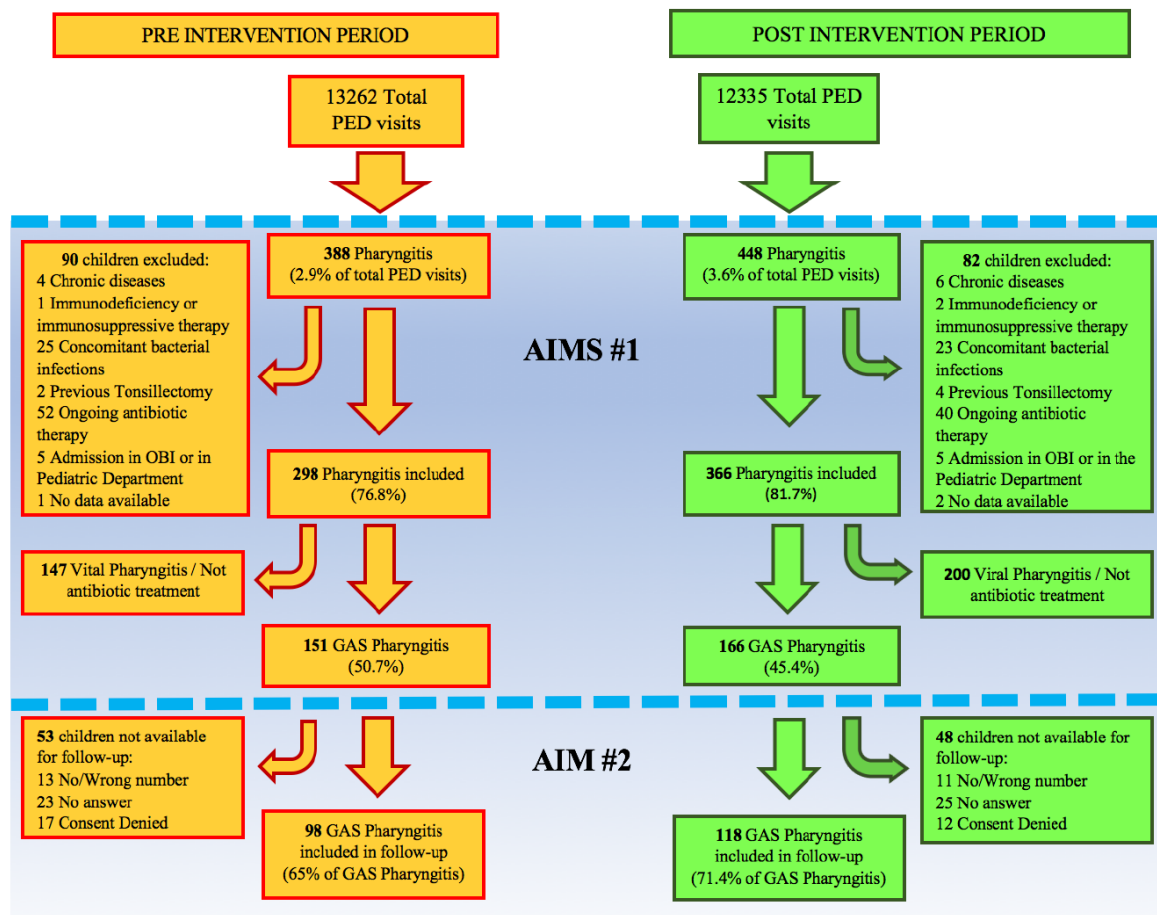 PRE INTERVENTION PERIOD
POST INTERVENTION PERIOD
13262 Total
PED visits
12335 Total PED
visits
90 children excluded:
4 Chronic diseases
1 Immunodeficiency or
immunosuppressive therapy
25 Concomitant bacterial
infections
2 Previous Tonsillectomy
52 Ongoing antibiotic
therapy
5 Admission in OBI or in
Pediatric Department
1 No data available
388 Pharyngitis
(2.9% of total PED visits)
448 Pharyngitis
(3.6% of total PED visits)
82 children excluded:
6 Chronic diseases
2 Immunodeficiency or
immunosuppressive therapy
23 Concomitant bacterial
infections
4 Previous Tonsillectomy
40 Ongoing antibiotic
therapy
5 Admission in OBI or in the
Pediatric Department
2 No data available
AIMS #1
298 Pharyngitis included
(76.8%)
366 Pharyngitis included
(81.7%)
147 Vital Pharyngitis / Not
antibiotic treatment
200 Viral Pharyngitis / Not
antibiotic treatment
151 GAS Pharyngitis
(50.7%)
166 GAS Pharyngitis
(45.4%)
53 children not available
for follow-up:
13 No/Wrong number
23 No answer
17 Consent Denied
AIM #2
48 children not available for
follow-up:
11 No/Wrong number
25 No answer
12 Consent Denied
98 GAS Pharyngitis
included in follow-up
(65% of GAS Pharyngitis)
118 GAS Pharyngitis
included in follow-up
(71.4% of GAS Pharyngitis)